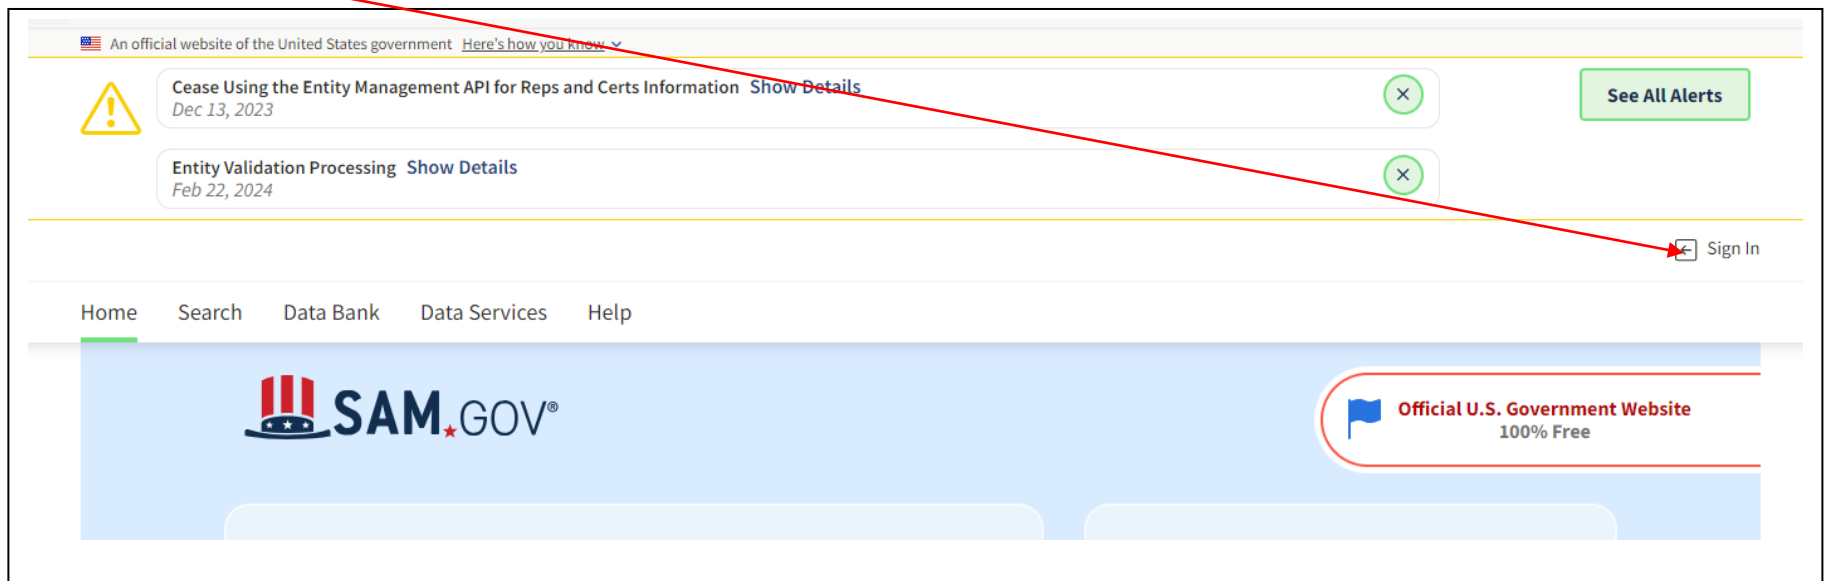 An official website of the United States government Here's how you know
Cease Using the Entity Management API for Reps and Certs Information Show Details
Dec 13, 2023
See All Alerts
Entity Validation Processing Show Details
Feb 22, 2024
Sign In
Home Search Data Bank Data Services Help
SAM.GOV®
Official U.S. Government Website
100% Free